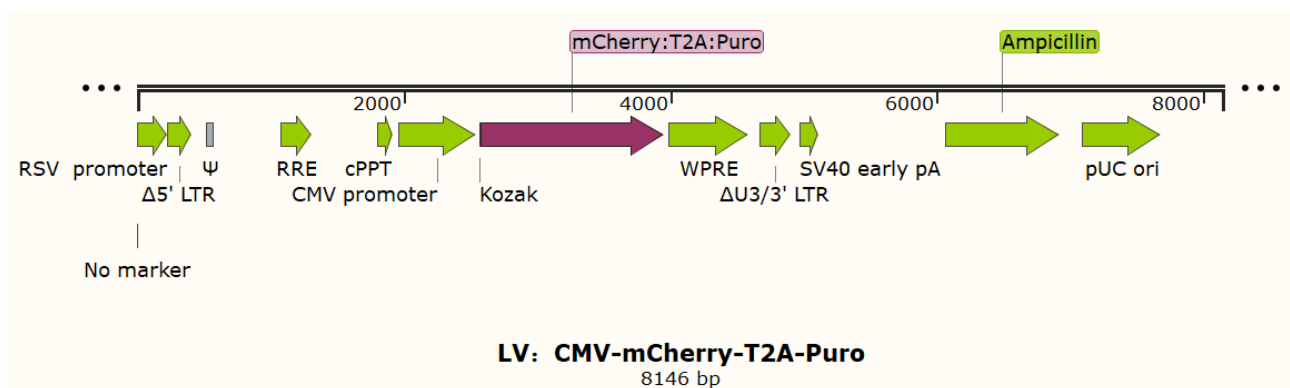 mCherry:T2A:Puro
Ampicillin
2000
4000
6000
8000
RSV promoter
Ψ
RRE
cPPT
WPRE
SV40 early pA
pUC ori
Δ5' LTR
CMV promoter
Kozak
ΔU3/3' LTR
No marker
LV：CMV-mCherry-T2A-Puro
8146 bp